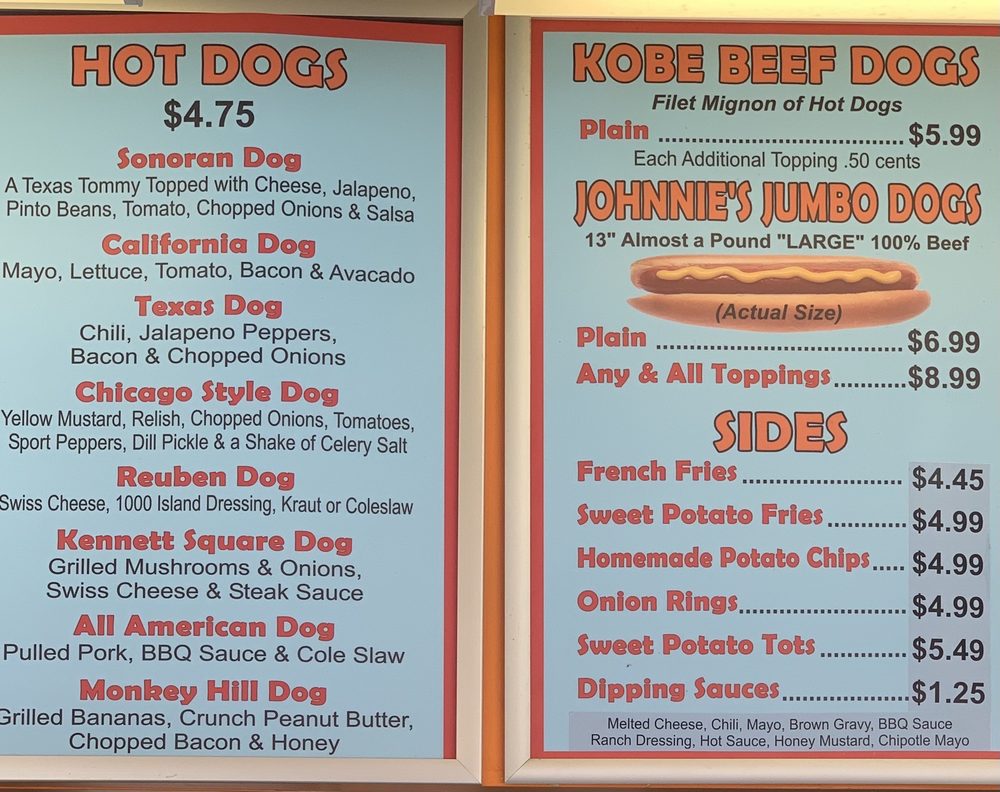 HOT DOGS
$4.75
Sonoran Dog
A Texas Tommy Topped with Cheese, Jalapeno,
Pinto Beans, Tomato, Chopped Onions & Salsa
California Dog
Mayo, Lettuce, Tomato, Bacon & Avacado
Texas Dog
Chili, Jalapeno Peppers,
Bacon & Chopped Onions
Chicago Style Dog
Yellow Mustard, Relish, Chopped Onions, Tomatoes,
Sport Peppers, Dill Pickle & a Shake of Celery Salt
Reuben Dog
Swiss Cheese, 1000 Island Dressing, Kraut or Coleslaw
Kennett Square Dog
Grilled Mushrooms & Onions,
Swiss Cheese & Steak Sauce
All American Dog
Pulled Pork, BBQ Sauce & Cole Slaw
Monkey Hill Dog
Grilled Bananas, Crunch Peanut Butter,
Chopped Bacon & Honey
KOBE BEEF DOGS
Filet Mignon of Hot Dogs
Plain ................................... $5.99
Each Additional Topping .50 cents
JOHNNIE'S JUMBO DOGS
13" Almost a Pound "LARGE" 100% Beef
(Actual Size)
Plain ................................... $6.99
Any & All Toppings..........$8.99
SIDES
French Fries ....................... $4.45
Sweet Potato Fries........... $4.99
Homemade Potato Chips..... $4.99
Onion Rings........................ $4.99
Sweet Potato Tots ............ $5.49
Dipping Sauces..................$1.25
Melted Cheese, Chili, Mayo, Brown Gravy, BBQ Sauce
Ranch Dressing, Hot Sauce, Honey Mustard, Chipotle Mayo